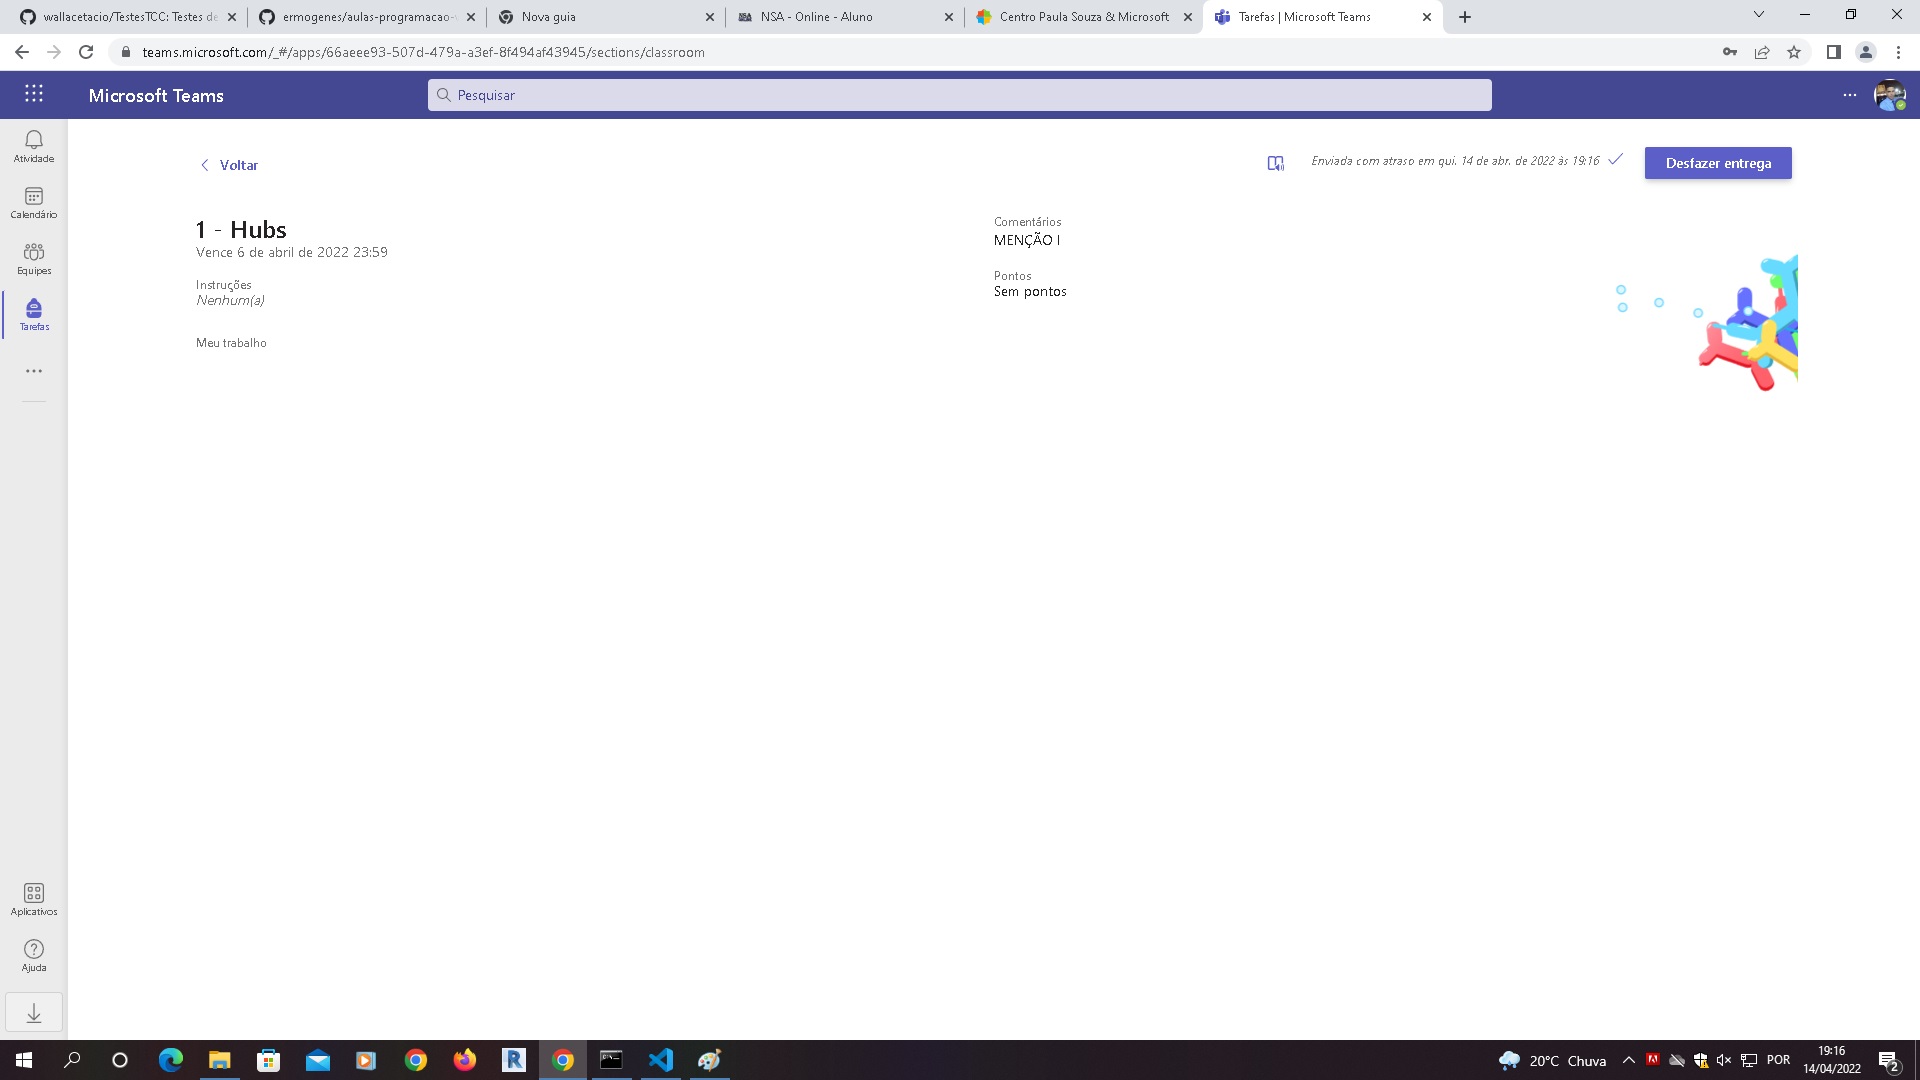 wallacetacio/TestesTCC: Testes de
ermogenes/aulas-programacao-
Nova guia
NSA - Online - Aluno
Centro Paula Souza & Microsoft
Tarefas | Microsoft Teams
teams.microsoft.com/_#/apps/66aeee93-507d-479a-a3ef-8f494af43945/sections/classroom
Microsoft Teams
Pesquisar
Atividade
Calendário
Equipes
Tarefas
Aplicativos
Ajuda
Voltar
Enviada com atraso em qui. 14 de abr. de 2022 às 19:16
Desfazer entrega
1 - Hubs
Vence 6 de abril de 2022 23:59
Instruções
Nenhum(a)
Meu trabalho
Comentários
MENÇÃO I
Pontos
Sem pontos
20°C Chuva
POR
19:16
14/04/2022
2